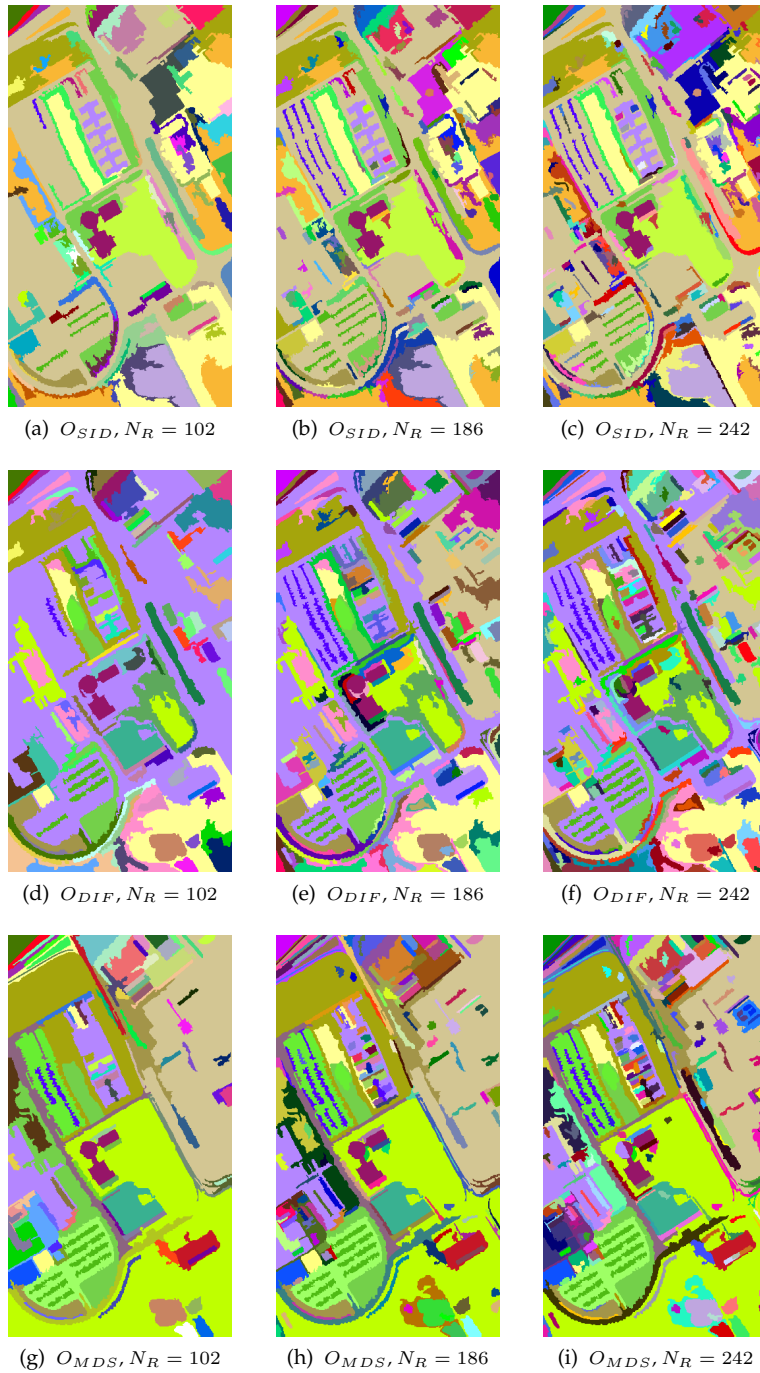 (a) O_{SID}, N_R = 102
(b) O_{SID}, N_R = 186
(c) O_{SID}, N_R = 242
(d) O_{DIF}, N_R = 102
(e) O_{DIF}, N_R = 186
(f) O_{DIF}, N_R = 242
(g) O_{MDS}, N_R = 102
(h) O_{MDS}, N_R = 186
(i) O_{MDS}, N_R = 242